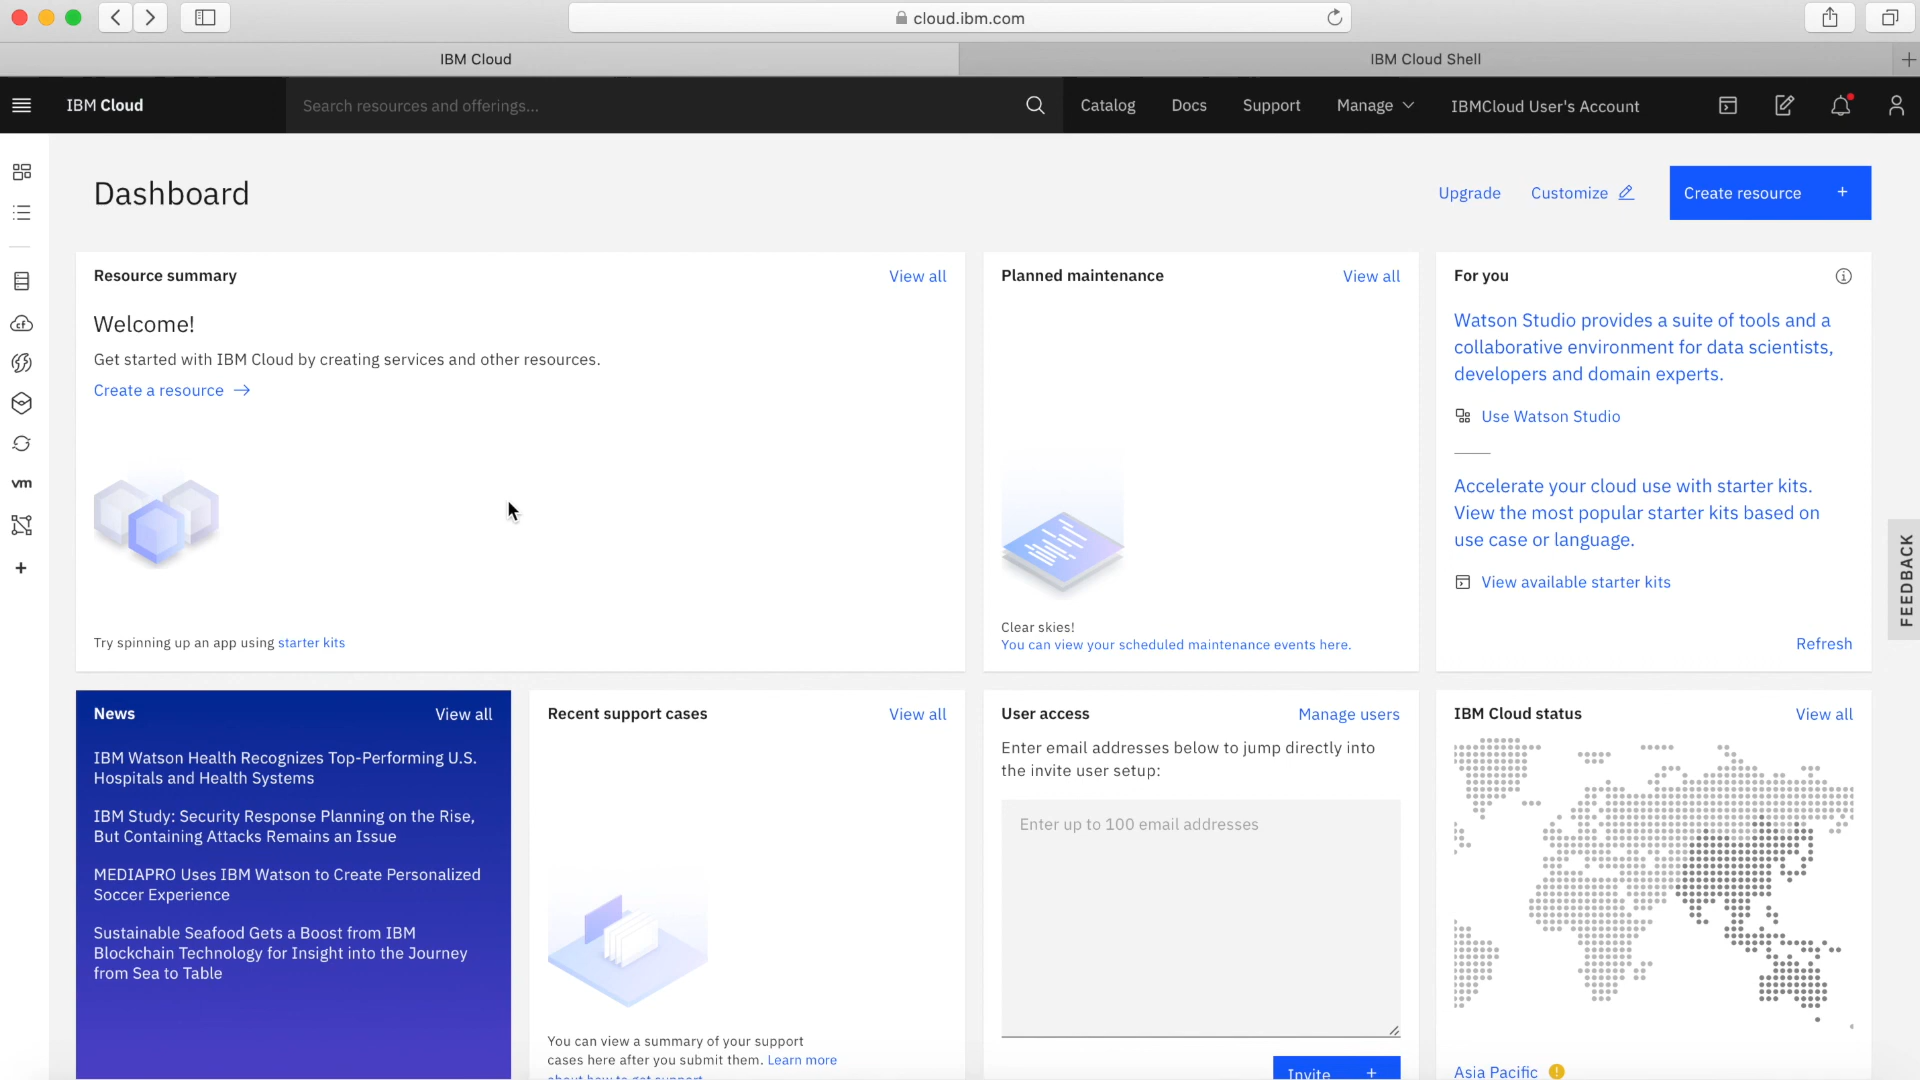 cloud.ibm.com
IBM Cloud
IBM Cloud Shell
IBM Cloud
Search resources and offerings...
Catalog
Docs
Support
Manage
IBMCloud User's Account
Dashboard
Upgrade
Customize
Create resource +
Resource summary
View all
Welcome!
Get started with IBM Cloud by creating services and other resources.
Create a resource →
Try spinning up an app using starter kits
Planned maintenance
View all
Clear skies!
You can view your scheduled maintenance events here.
For you
Watson Studio provides a suite of tools and a
collaborative environment for data scientists,
developers and domain experts.
Use Watson Studio
Accelerate your cloud use with starter kits.
View the most popular starter kits based on
use case or language.
View available starter kits
Refresh
cf
vm
FEEDBACK
News
View all
IBM Watson Health Recognizes Top-Performing U.S.
Hospitals and Health Systems
IBM Study: Security Response Planning on the Rise,
But Containing Attacks Remains an Issue
MEDIAPRO Uses IBM Watson to Create Personalized
Soccer Experience
Sustainable Seafood Gets a Boost from IBM
Blockchain Technology for Insight into the Journey
from Sea to Table
Recent support cases
View all
You can view a summary of your support
cases here after you submit them. Learn more
about how to get support
User access
Manage users
Enter email addresses below to jump directly into
the invite user setup:
Enter up to 100 email addresses
Invite +
IBM Cloud status
View all
Asia Pacific